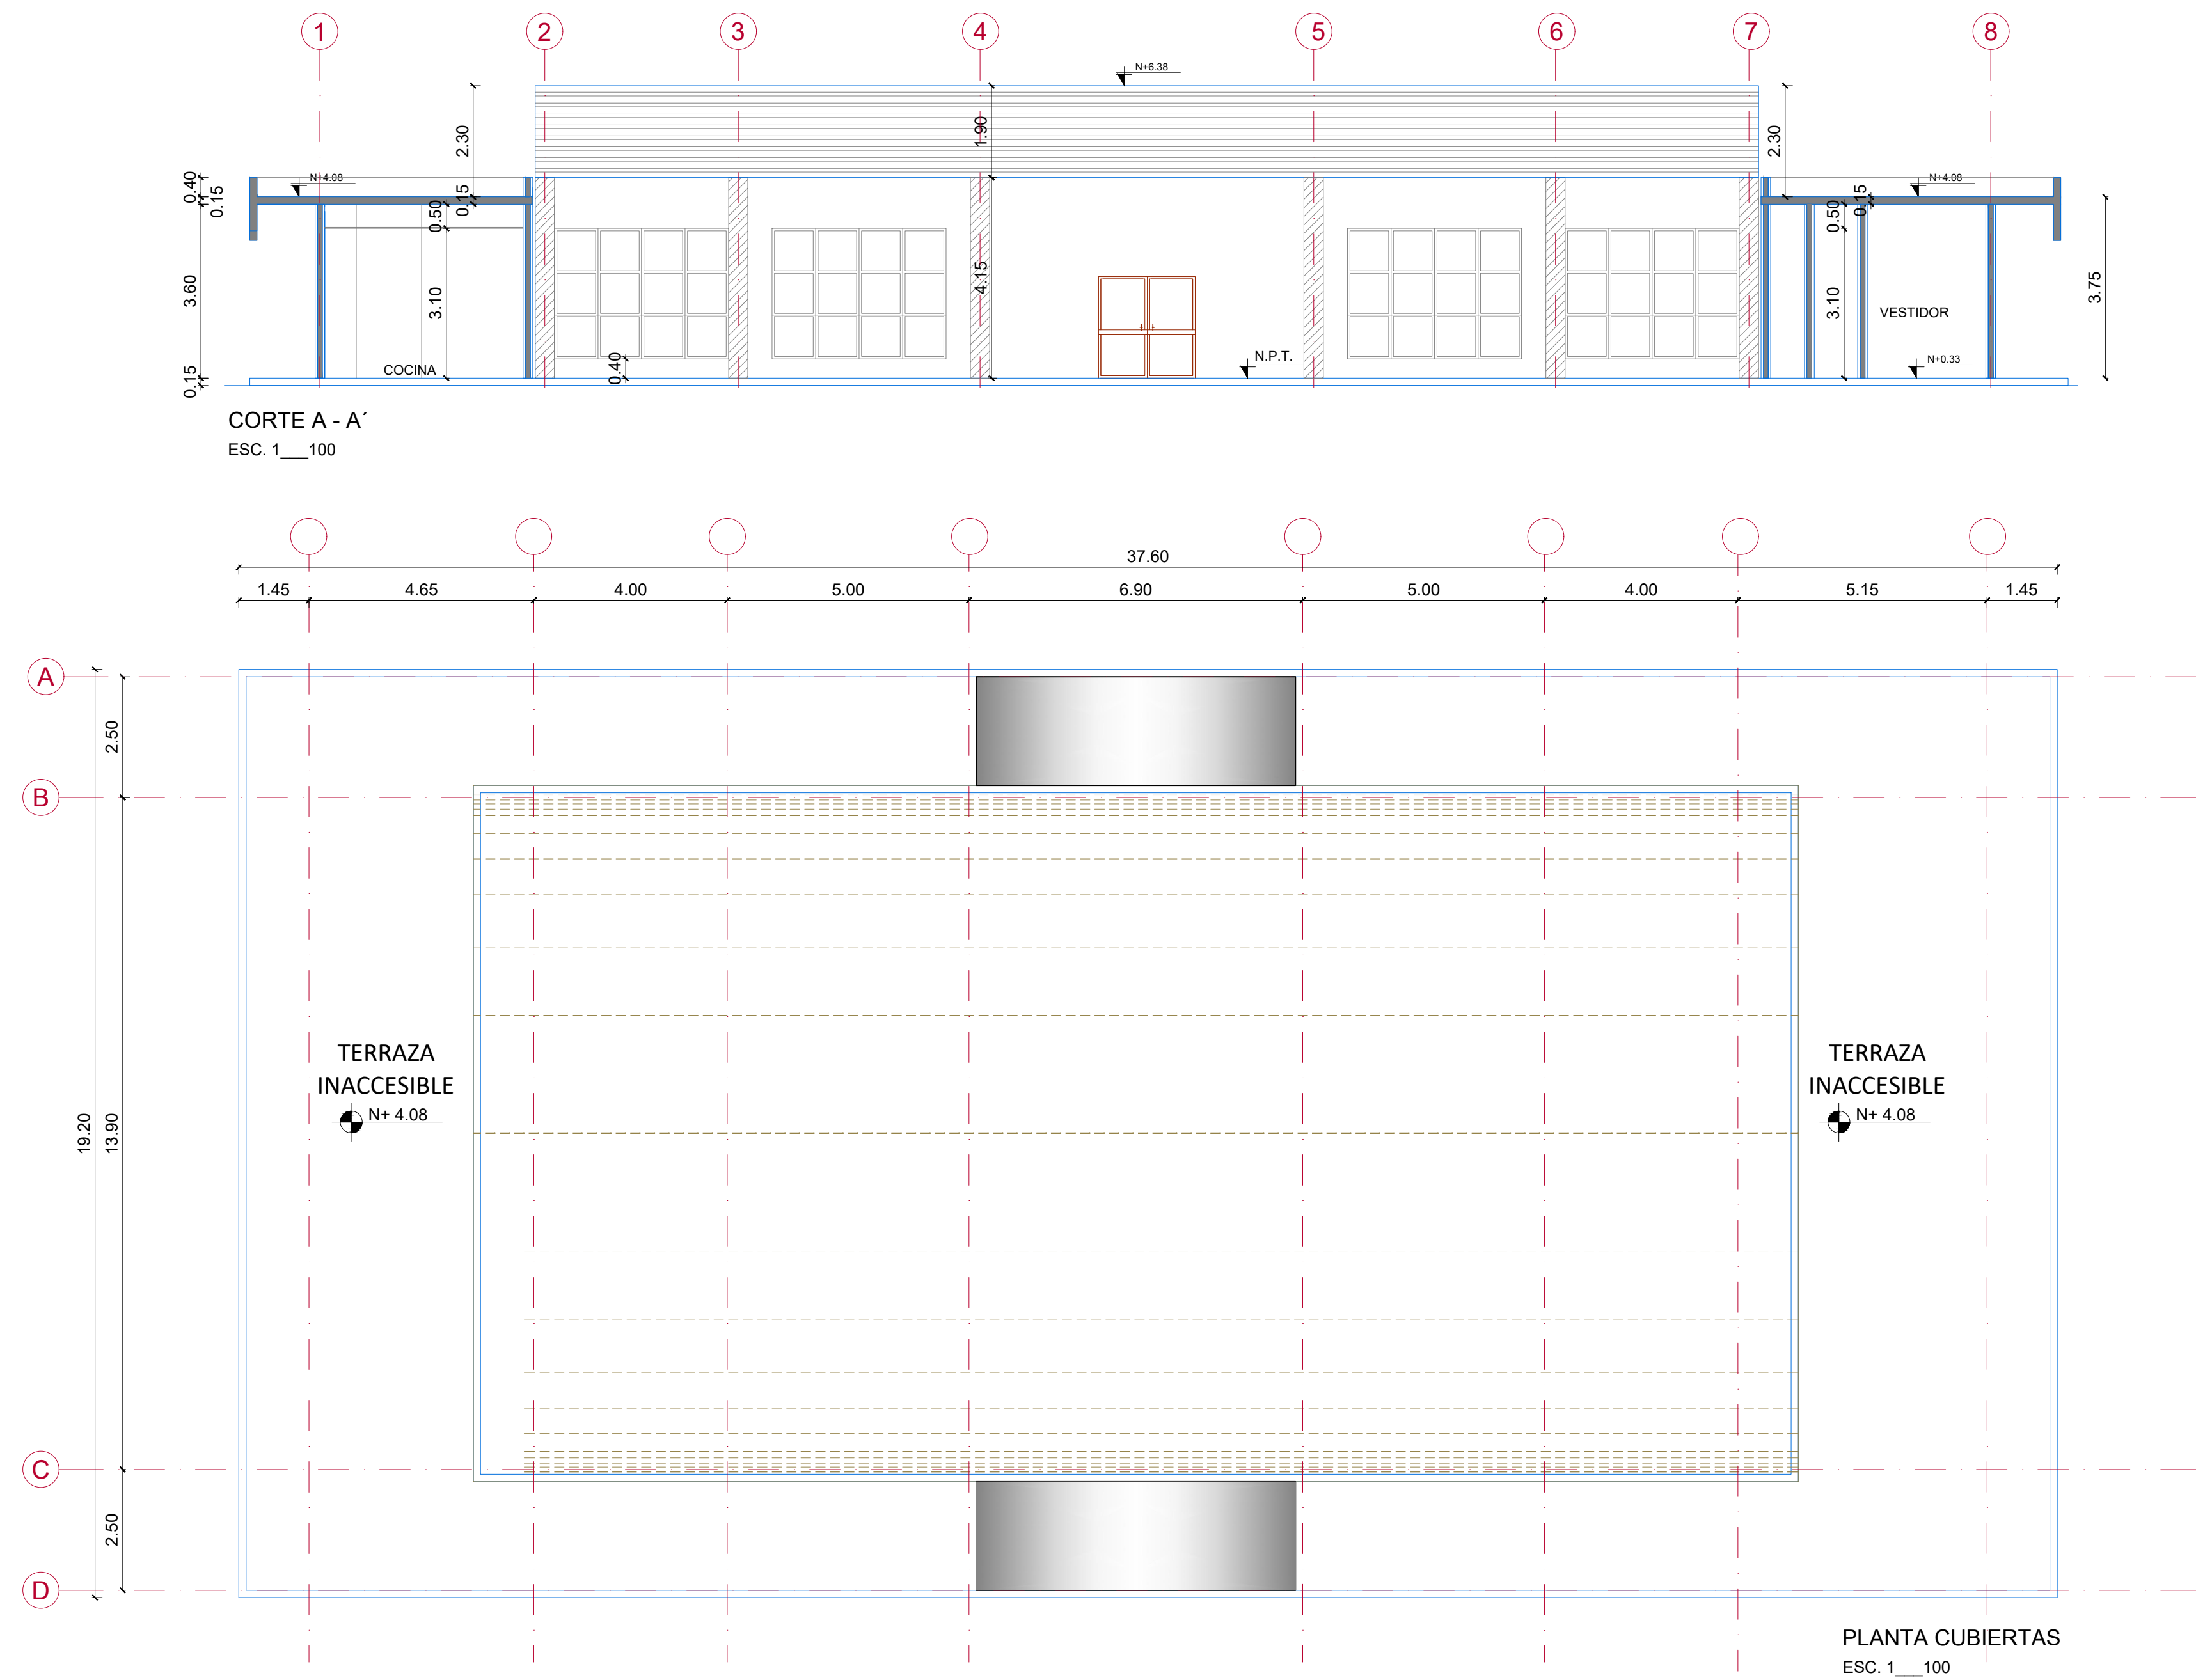 1 2 3 4 5 6 7 8
N+6.38
2.30
1.90
2.30
0.40
0.15
N+4.08
0.15
0.50
N+4.08
0.15
0.50
3.60
3.10
4.15
3.10
3.75
VESTIDOR
0.40
N.P.T.
N+0.33
COCINA
0.15
CORTE A - A´
ESC. 1___100
37.60
1.45 4.65 4.00 5.00 6.90 5.00 4.00 5.15 1.45
A
2.50
B
TERRAZA
INACCESIBLE
N+ 4.08
TERRAZA
INACCESIBLE
N+ 4.08
19.20
13.90
C
2.50
D
PLANTA CUBIERTAS
ESC. 1___100